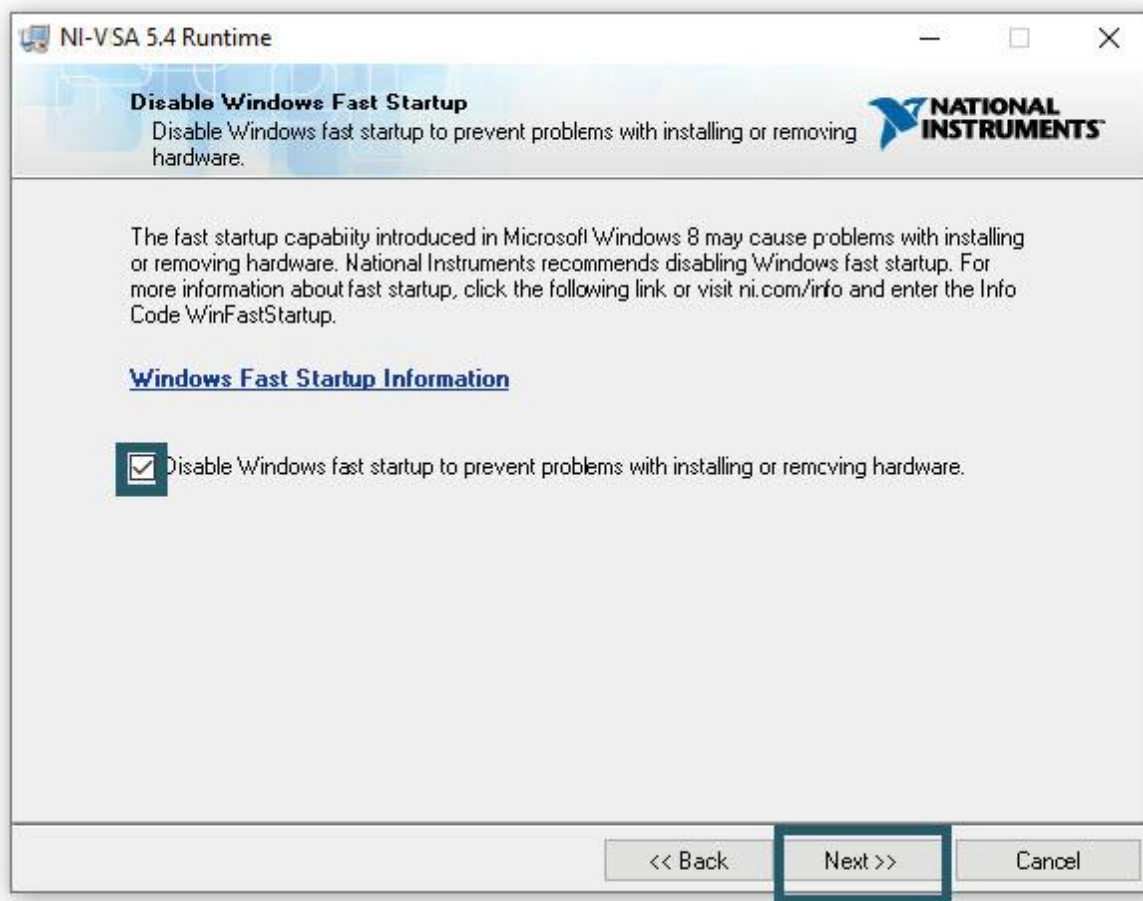 NI-VISA 5.4 Runtime
Disable Windows Fast Startup
Disable Windows fast startup to prevent problems with installing or removing
hardware.
NATIONAL
INSTRUMENTS™
The fast startup capability introduced in Microsoft Windows 8 may cause problems with installing
or removing hardware. National Instruments recommends disabling Windows fast startup. For
more information about fast startup, click the following link or visit ni.com/info and enter the Info
Code WinFastStartup.
Windows Fast Startup Information
Disable Windows fast startup to prevent problems with installing or removing hardware.
<< Back
Next >>
Cancel